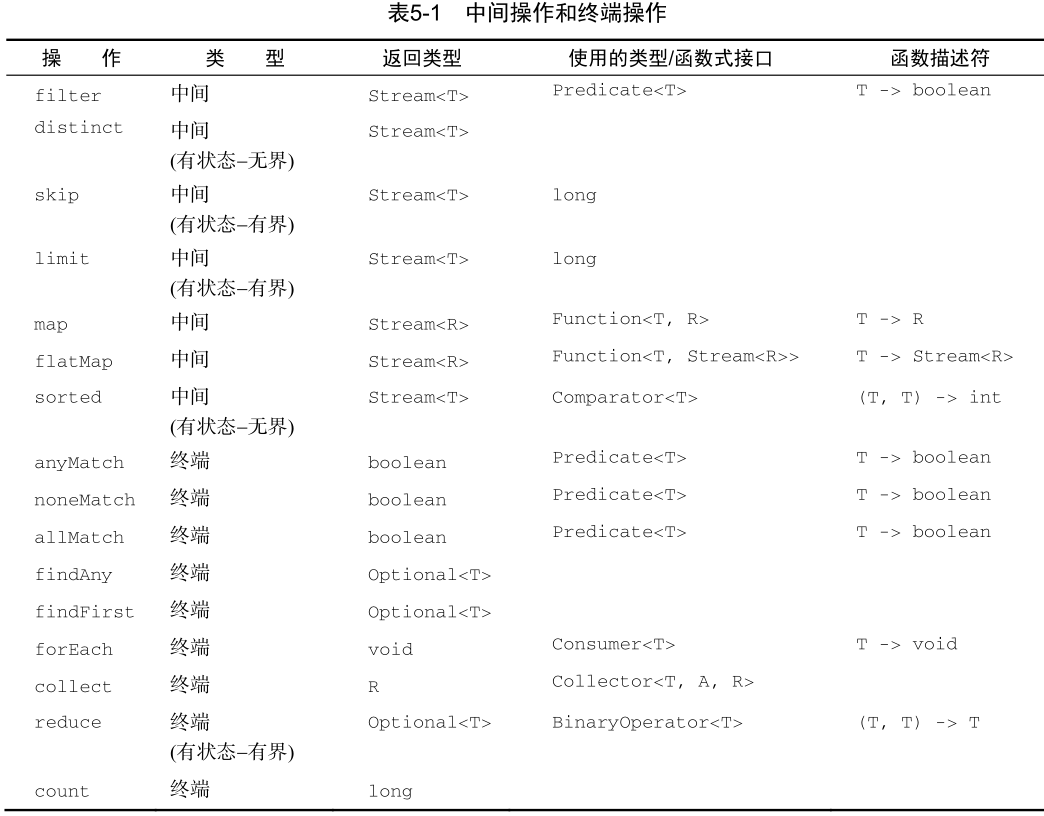 表5-1 中间操作和终端操作
操 作 类 型 返回类型 使用的类型/函数式接口 函数描述符
filter 中间 Stream<T> Predicate<T> T -> boolean
distinct 中间 Stream<T>
(有状态–无界)
skip 中间 Stream<T> long
(有状态–有界)
limit 中间 Stream<T> long
(有状态–有界)
map 中间 Stream<R> Function<T, R> T -> R
flatMap 中间 Stream<R> Function<T, Stream<R>> T -> Stream<R>
sorted 中间 Stream<T> Comparator<T> (T, T) -> int
(有状态–无界)
anyMatch 终端 boolean Predicate<T> T -> boolean
noneMatch 终端 boolean Predicate<T> T -> boolean
allMatch 终端 boolean Predicate<T> T -> boolean
findAny 终端 Optional<T>
findFirst 终端 Optional<T>
forEach 终端 void Consumer<T> T -> void
collect 终端 R Collector<T, A, R>
reduce 终端 Optional<T> BinaryOperator<T> (T, T) -> T
(有状态–有界)
count 终端 long